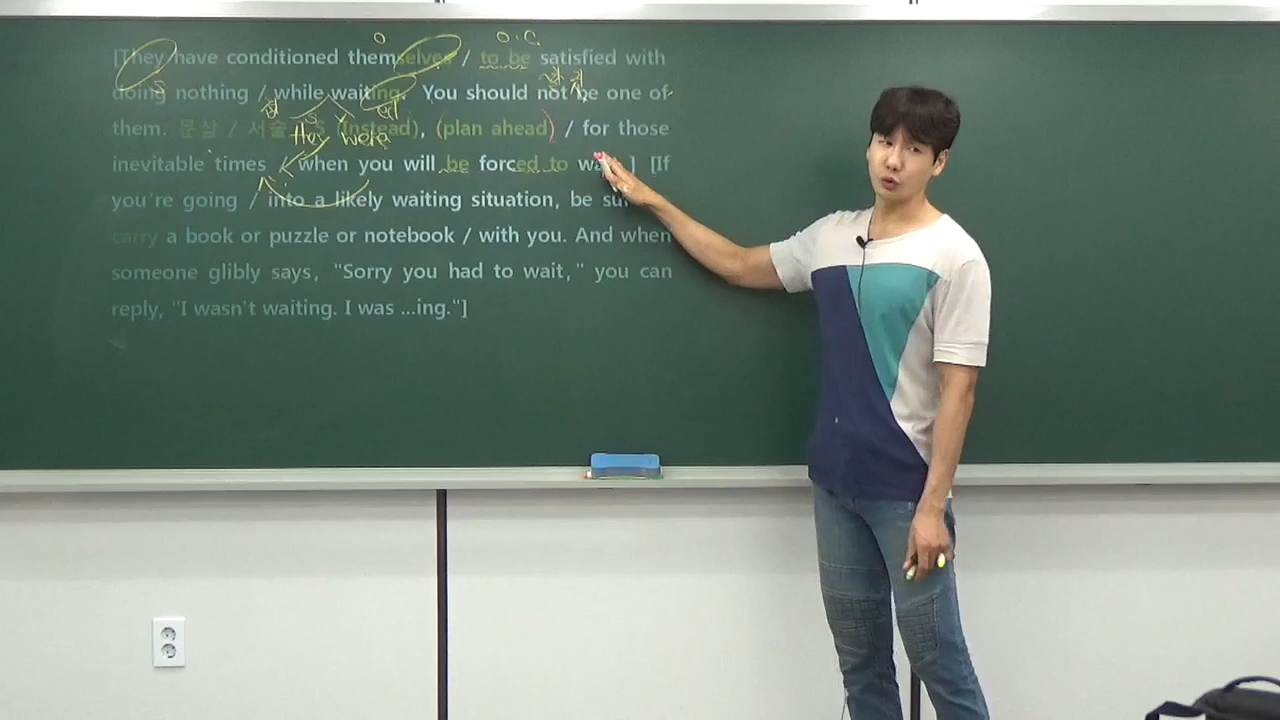 O O.C.
[They have conditioned themselves / to be satisfied with
S
doing nothing / while waiting. You should not be one of
S
them. 문삽 / 서술 (Instead), (plan ahead) / for those
they were
inevitable times / when you will be forced to ] [If
you're going / into a likely waiting situation, be
carry a book or puzzle or notebook / with you. And when
someone glibly says, "Sorry you had to wait," you can
reply, "I wasn't waiting. I was ...ing."]